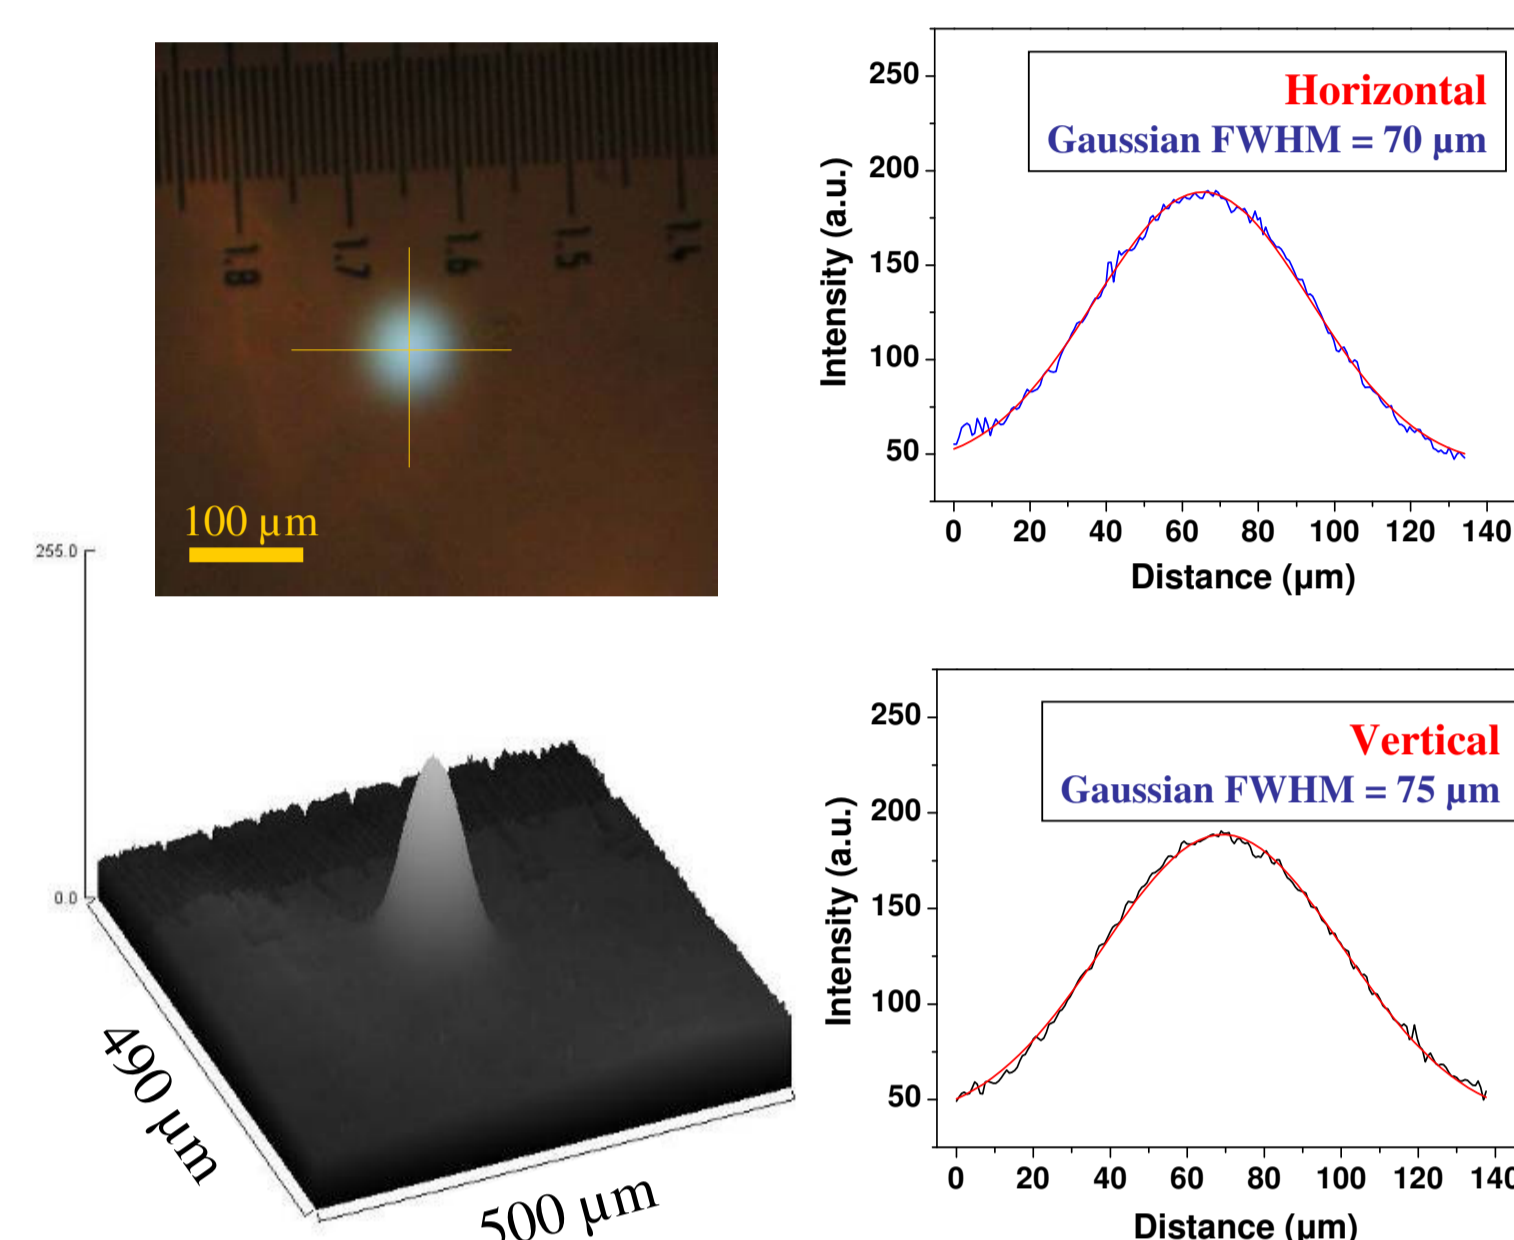 1.8 1.7 1.6 1.5 1.4
100 µm
255.0
0.0
490 µm
500 µm
Horizontal
Gaussian FWHM = 70 µm
Intensity (a.u.)
250
200
150
100
50
0 20 40 60 80 100 120 140
Distance (µm)
Vertical
Gaussian FWHM = 75 µm
Intensity (a.u.)
250
200
150
100
50
0 20 40 60 80 100 120 140
Distance (µm)